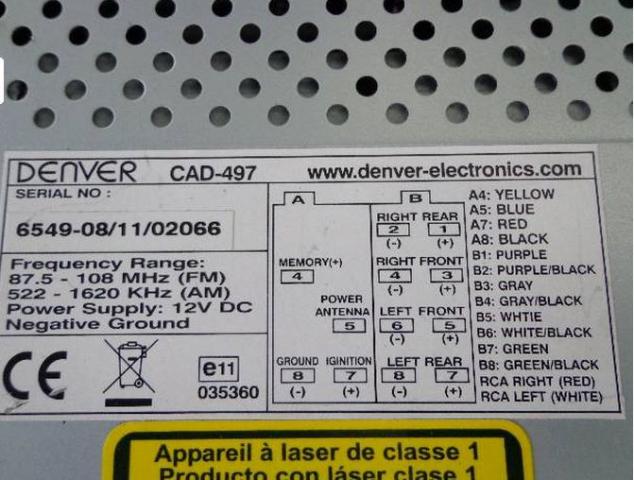 DENVER CAD-497 www.denver-electronics.com
SERIAL NO :
6549-08/11/02066
Frequency Range:
87.5 - 108 MHz (FM)
522 - 1620 KHz (AM)
Power Supply: 12V DC
Negative Ground
CE
e11
035360
A B
RIGHT REAR
2 1
(-) (+)
MEMORY(+) RIGHT FRONT
4 4 3
(-) (+)
POWER
ANTENNA LEFT FRONT
5 6 5
(-) (+)
GROUND IGNITION LEFT REAR
8 7 8 7
(-) (+) (-) (+)
A4: YELLOW
A5: BLUE
A7: RED
A8: BLACK
B1: PURPLE
B2: PURPLE/BLACK
B3: GRAY
B4: GRAY/BLACK
B5: WHTIE
B6: WHITE/BLACK
B7: GREEN
B8: GREEN/BLACK
RCA RIGHT (RED)
RCA LEFT (WHITE)
Appareil à laser de classe 1
Producto con láser clase 1